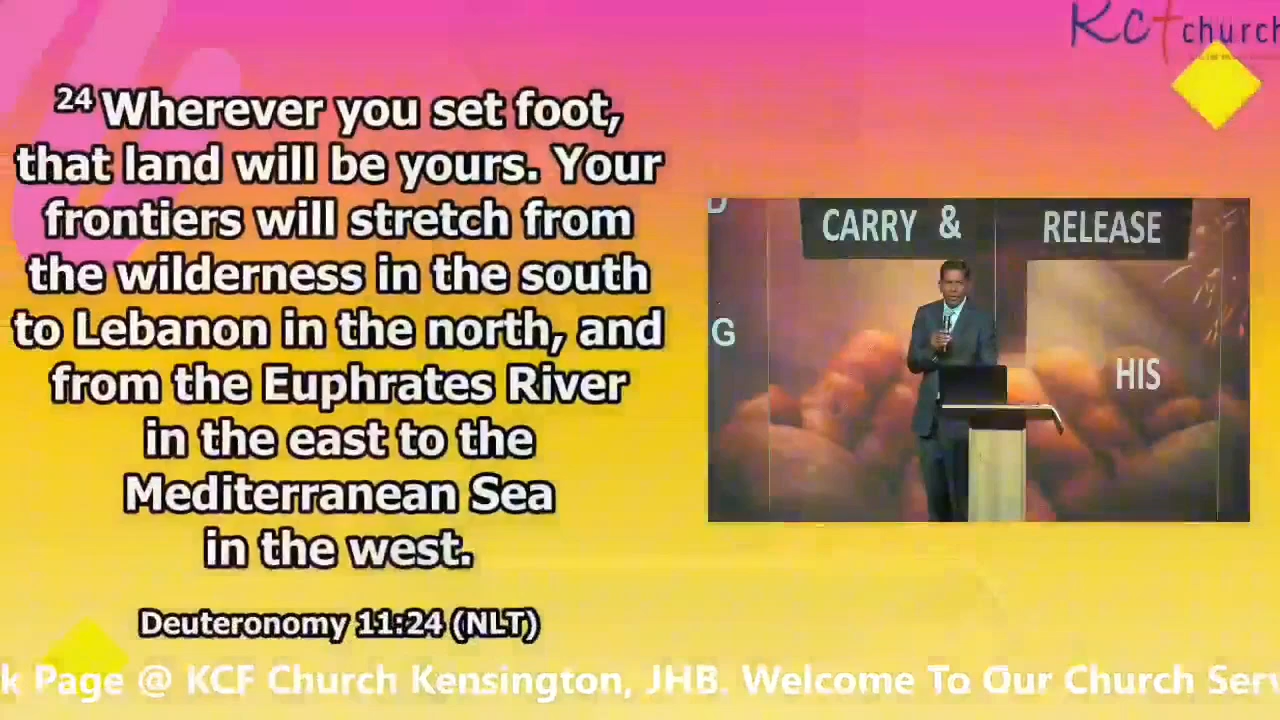 KCF church
24 Wherever you set foot,
that land will be yours. Your
frontiers will stretch from
the wilderness in the south
to Lebanon in the north, and
from the Euphrates River
in the east to the
Mediterranean Sea
in the west.
Deuteronomy 11:24 (NLT)
D
CARRY & RELEASE
G
HIS
k Page @ KCF Church Kensington, JHB. Welcome To Our Church Serv